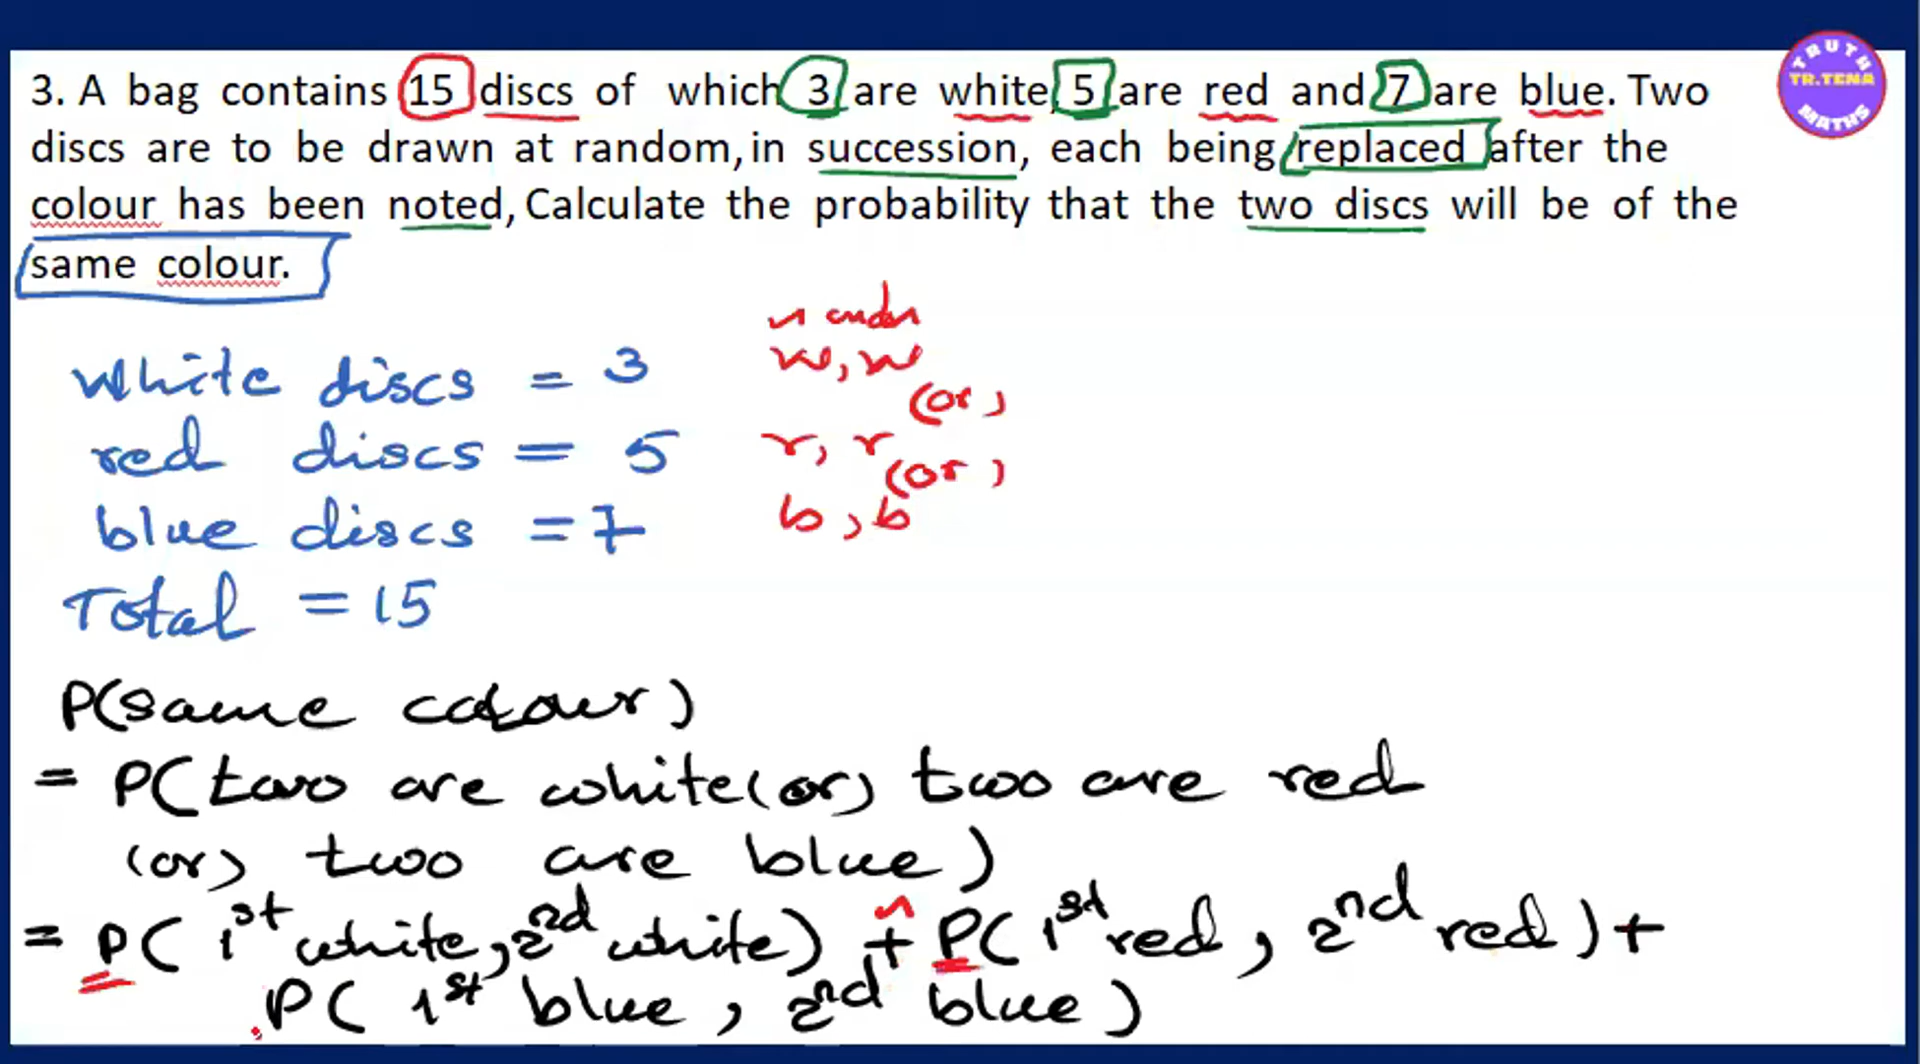 3. A bag contains 15 discs of which 3 are white, 5 are red and 7 are blue. Two
discs are to be drawn at random, in succession, each being replaced after the
colour has been noted, Calculate the probability that the two discs will be of the
same colour.
TRUTH
TR.TENA
MATHS
White discs = 3
red discs = 5
blue discs = 7
Total = 15
w, w
(or)
r, r
(or)
b, b
P(same colour)
= P(two are white (or) two are red
(or) two are blue)
= P(1st white, 2nd white) + P(1st red, 2nd red) +
P(1st blue, 2nd blue)